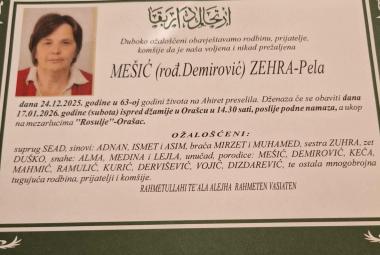 Duboko ožalošćeni obavještavamo rodbinu, prijatelje,
komšije da je naša voljena i nikad prežaljena
MEŠIĆ (rođ.Demirović) ZEHRA-Pela
dana 24.12.2025. godine u 63-oj godini života na Ahiret preselila. Dženaza će se obaviti dana
17.01.2026. godine (subota) ispred džamije u Orašcu u 14.30 sati, poslije podne namaza, a ukop
na mezarlucima "Rosulje"-Orašac.
OŽALOŠĆENI:
suprug SEAD, sinovi: ADNAN, ISMET i ASIM, braća MIRZET i MUHAMED, sestra ZUHRA, zet
DUŠKO, snahe: ALMA, MEDINA i LEJLA, unučad, porodice: MEŠIĆ, DEMIROVIĆ, KEČA,
MAHMIĆ, RAMULIĆ, KURIĆ, DERVIŠEVIĆ, VOJIĆ, DIZDAREVIĆ, te ostala mnogobrojna
tugujuća rodbina, prijatelji i komšije.
RAHMETULLAHI TE'ALA ALEJHA RAHMETEN VASIATEN